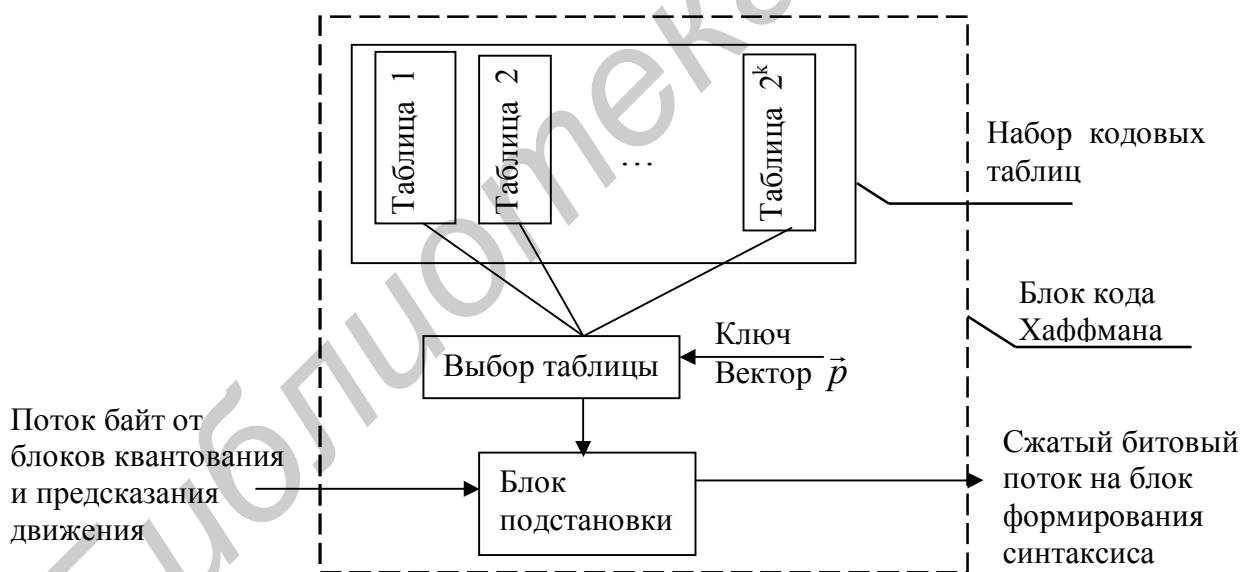 Таблица 1
Таблица 2
...
Таблица 2^k
Набор кодовых
таблиц
Блок кода
Хаффмана
Выбор таблицы
Ключ
Вектор p⃗
Поток байт от
блоков квантования
и предсказания
движения
Блок
подстановки
Сжатый битовый
поток на блок
формирования
синтаксиса